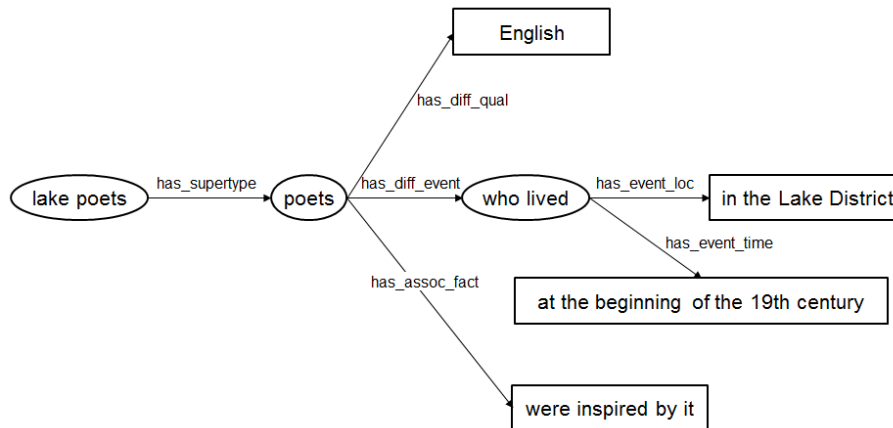 English
has_diff_qual
lake poets
has_supertype
poets
has_diff_event
who lived
has_event_loc
in the Lake District
has_event_time
has_assoc_fact
at the beginning of the 19th century
were inspired by it